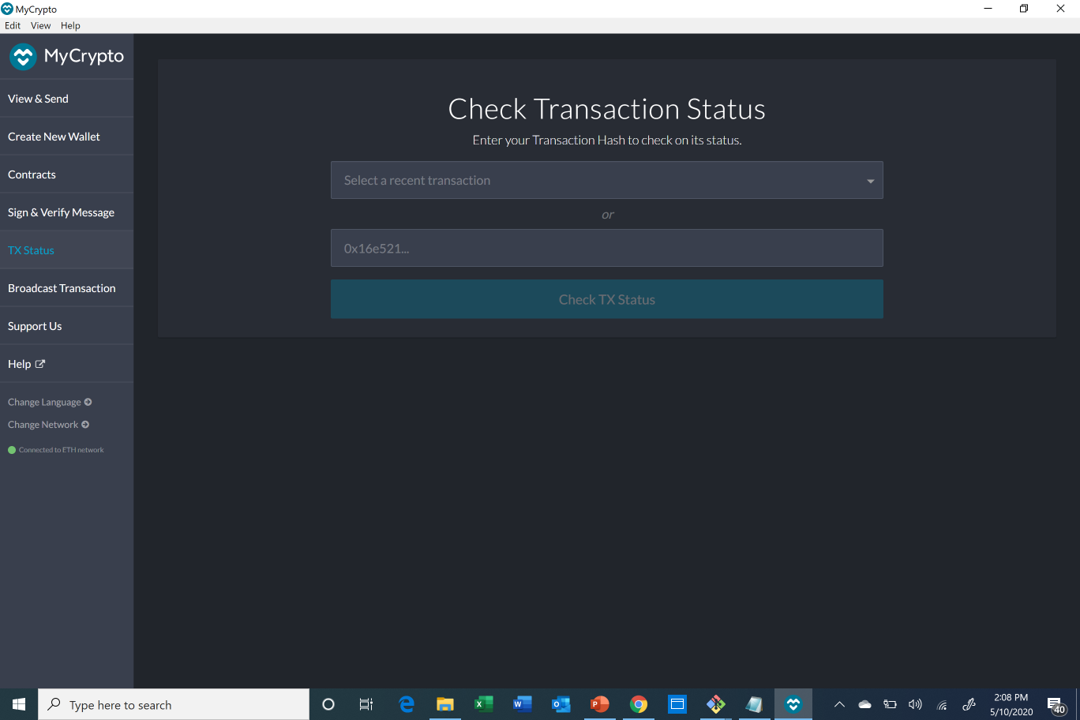 MyCrypto
Edit View Help
MyCrypto
View & Send
Create New Wallet
Contracts
Sign & Verify Message
TX Status
Broadcast Transaction
Support Us
Help
Change Language
Change Network
Connected to ETH network
Check Transaction Status
Enter your Transaction Hash to check on its status.
Select a recent transaction
or
0x16e521...
Check TX Status
Type here to search
2:08 PM
5/10/2020
40